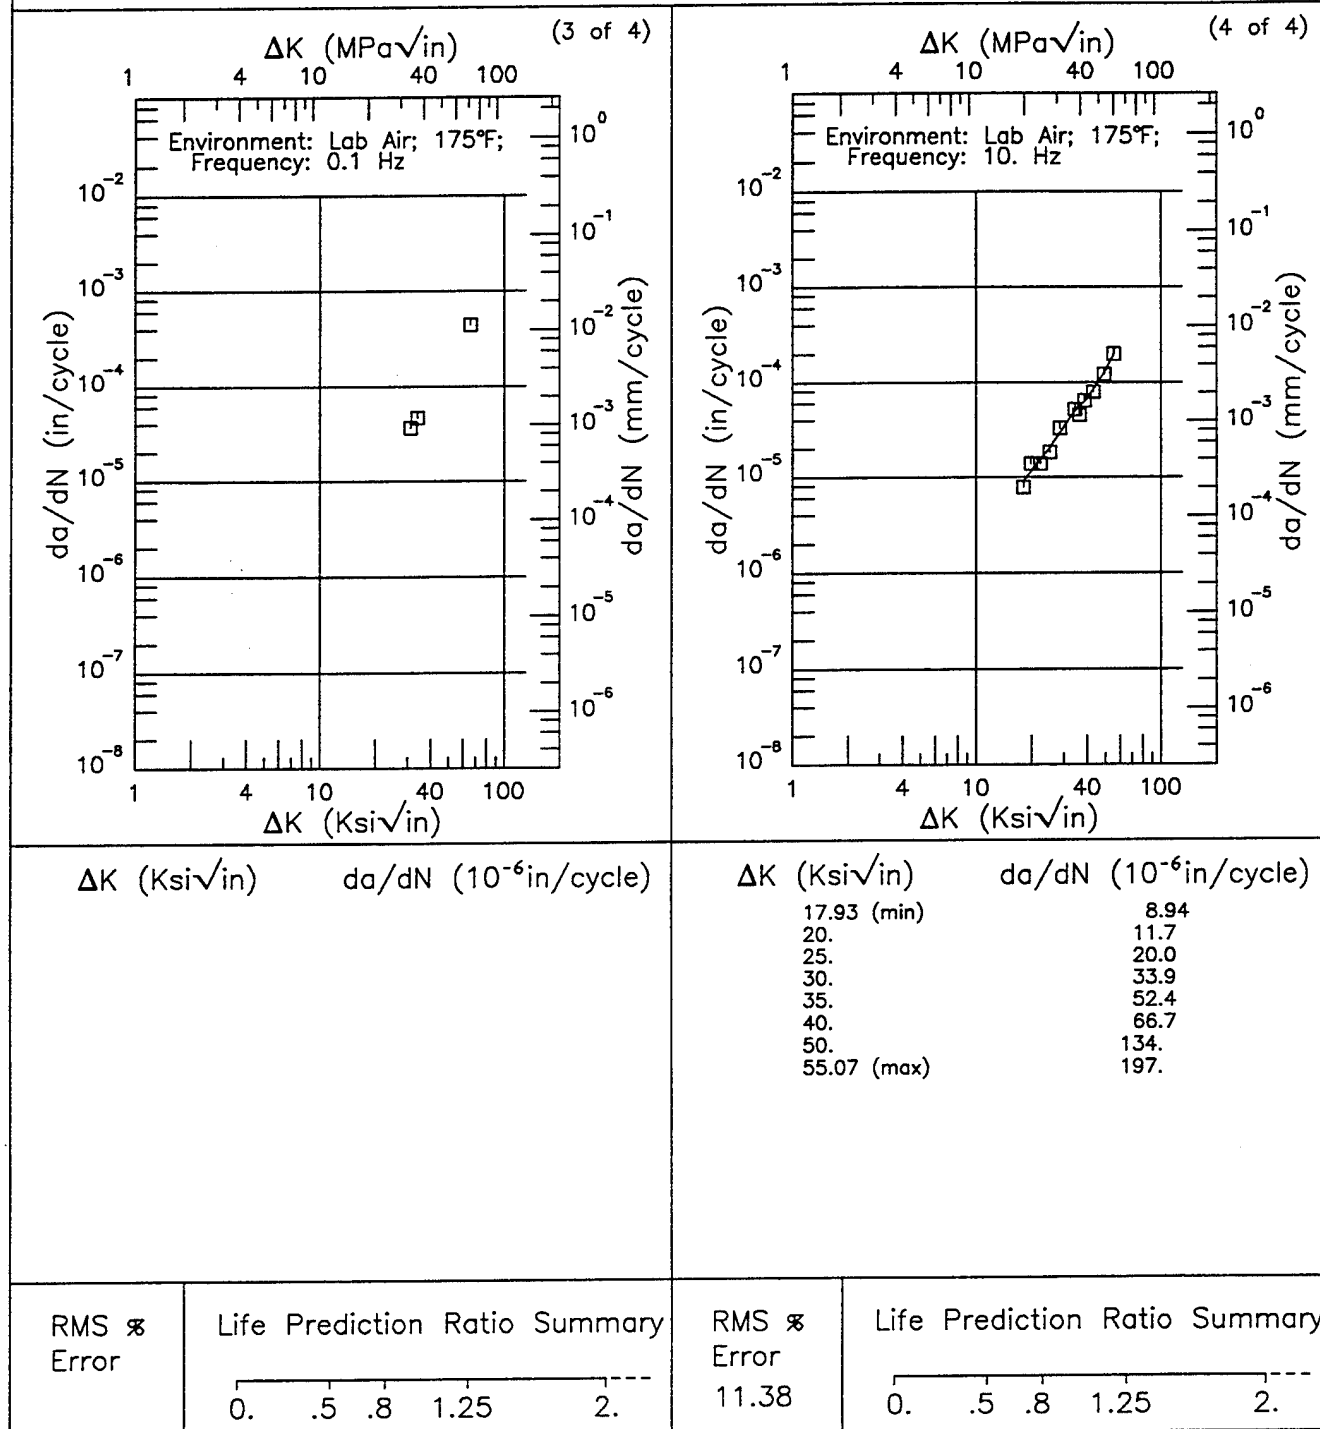 (3 of 4)
ΔK (MPa√in)
1 4 10 40 100
Environment: Lab Air; 175°F;
Frequency: 0.1 Hz
10⁻²
10⁻³
10⁻⁴
10⁻⁵
10⁻⁶
10⁻⁷
10⁻⁸
da/dN (in/cycle)
10⁰
10⁻¹
10⁻²
10⁻³
10⁻⁴
10⁻⁵
10⁻⁶
da/dN (mm/cycle)
1 4 10 40 100
ΔK (Ksi√in)
ΔK (Ksi√in) da/dN (10⁻⁶in/cycle)
RMS %
Error
Life Prediction Ratio Summary
0. .5 .8 1.25 2.
(4 of 4)
ΔK (MPa√in)
1 4 10 40 100
Environment: Lab Air; 175°F;
Frequency: 10. Hz
10⁻²
10⁻³
10⁻⁴
10⁻⁵
10⁻⁶
10⁻⁷
10⁻⁸
da/dN (in/cycle)
10⁰
10⁻¹
10⁻²
10⁻³
10⁻⁴
10⁻⁵
10⁻⁶
da/dN (mm/cycle)
1 4 10 40 100
ΔK (Ksi√in)
ΔK (Ksi√in) da/dN (10⁻⁶in/cycle)
17.93 (min) 8.94
20. 11.7
25. 20.0
30. 33.9
35. 52.4
40. 66.7
50. 134.
55.07 (max) 197.
RMS %
Error
11.38
Life Prediction Ratio Summary
0. .5 .8 1.25 2.